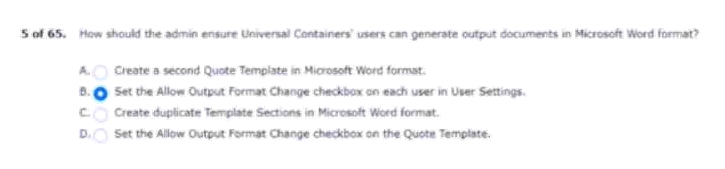 5 of 65. How should the admin ensure Universal Containers' users can generate output documents in Microsoft Word format?
A. Create a second Quote Template in Microsoft Word format.
B. Set the Allow Output Format Change checkbox on each user in User Settings.
C. Create duplicate Template Sections in Microsoft Word format.
D. Set the Allow Output Format Change checkbox on the Quote Template.